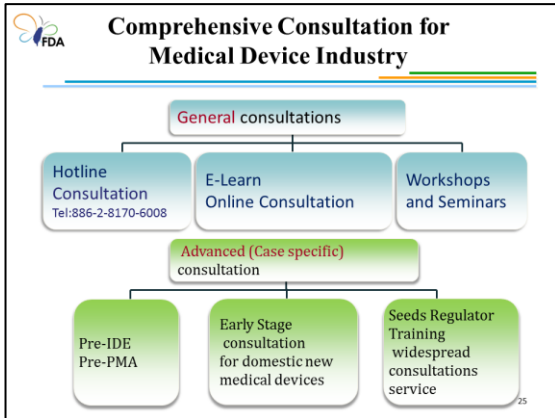 FDA
Comprehensive Consultation for
Medical Device Industry
General consultations
Hotline
Consultation
Tel:886-2-8170-6008
E-Learn
Online Consultation
Workshops
and Seminars
Advanced (Case specific)
consultation
Pre-IDE
Pre-PMA
Early Stage
consultation
for domestic new
medical devices
Seeds Regulator
Training
widespread
consultations
service
25